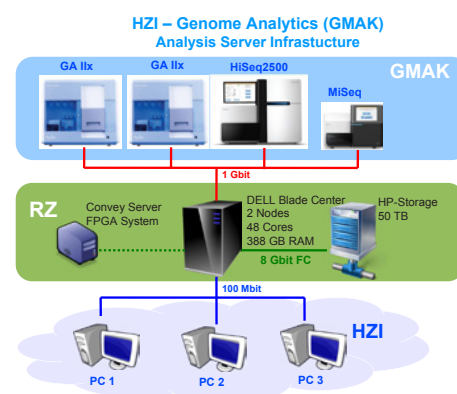 HZI – Genome Analytics (GMAK)
Analysis Server Infrastucture
GA IIx
GA IIx
HiSeq2500
GMAK
MiSeq
1 Gbit
RZ
Convey Server
FPGA System
DELL Blade Center
2 Nodes
48 Cores
388 GB RAM
HP-Storage
50 TB
8 Gbit FC
100 Mbit
HZI
PC 1
PC 2
PC 3